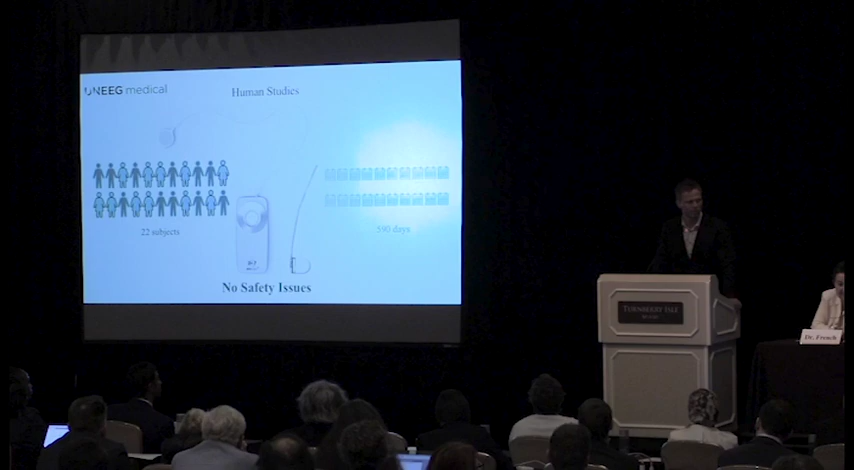 UNEEG medical
Human Studies
22 subjects
590 days
No Safety Issues
TURNBERRY ISLE
Dr. French